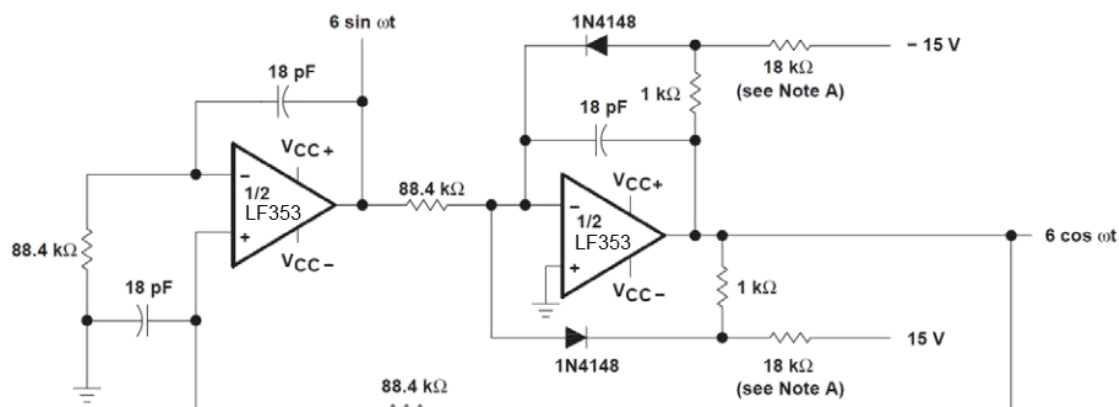 6 sin ωt
1N4148
− 15 V
18 pF
18 kΩ
(see Note A)
1 kΩ
18 pF
VCC+
−
1/2
LF353
+
VCC−
88.4 kΩ
VCC+
−
1/2
LF353
+
VCC−
6 cos ωt
88.4 kΩ
18 pF
1 kΩ
15 V
1N4148
18 kΩ
(see Note A)
88.4 kΩ